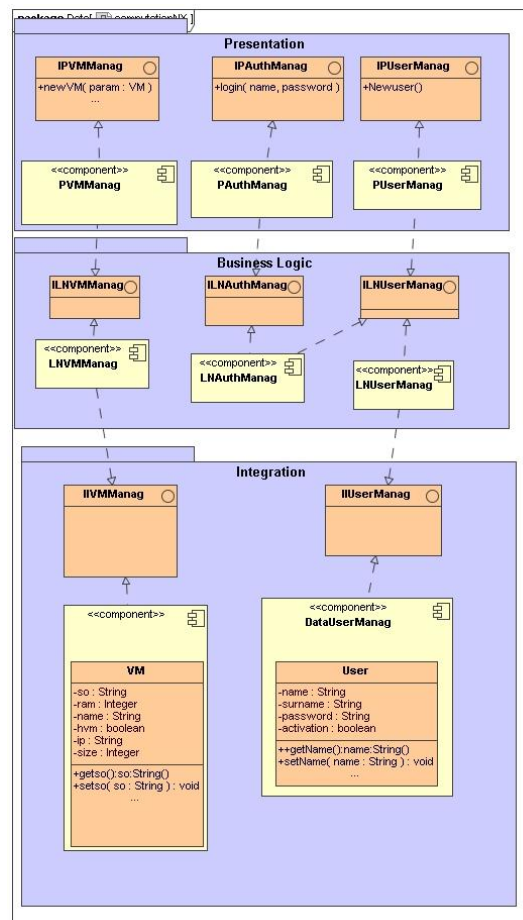 package Data[ computationNX ]
Presentation
IPVMManag
+newVM( param : VM )
...
IPAuthManag
+login( name, password )
IPUserManag
+Newuser()
<<component>>
PVMManag
<<component>>
PAuthManag
<<component>>
PUserManag
Business Logic
ILNVMManag
ILNAuthManag
ILNUserManag
<<component>>
LNVMManag
<<component>>
LNAuthManag
<<component>>
LNUserManag
Integration
IIVMManag
IIUserManag
<<component>>
VM
-so : String
-ram : Integer
-name : String
-hvm : boolean
-ip : String
-size : Integer
+getso():so:String()
+setso( so : String ) : void
...
<<component>>
DataUserManag
User
-name : String
-surname : String
-password : String
-activation : boolean
++getName():name:String()
+setName( name : String ) : void
...